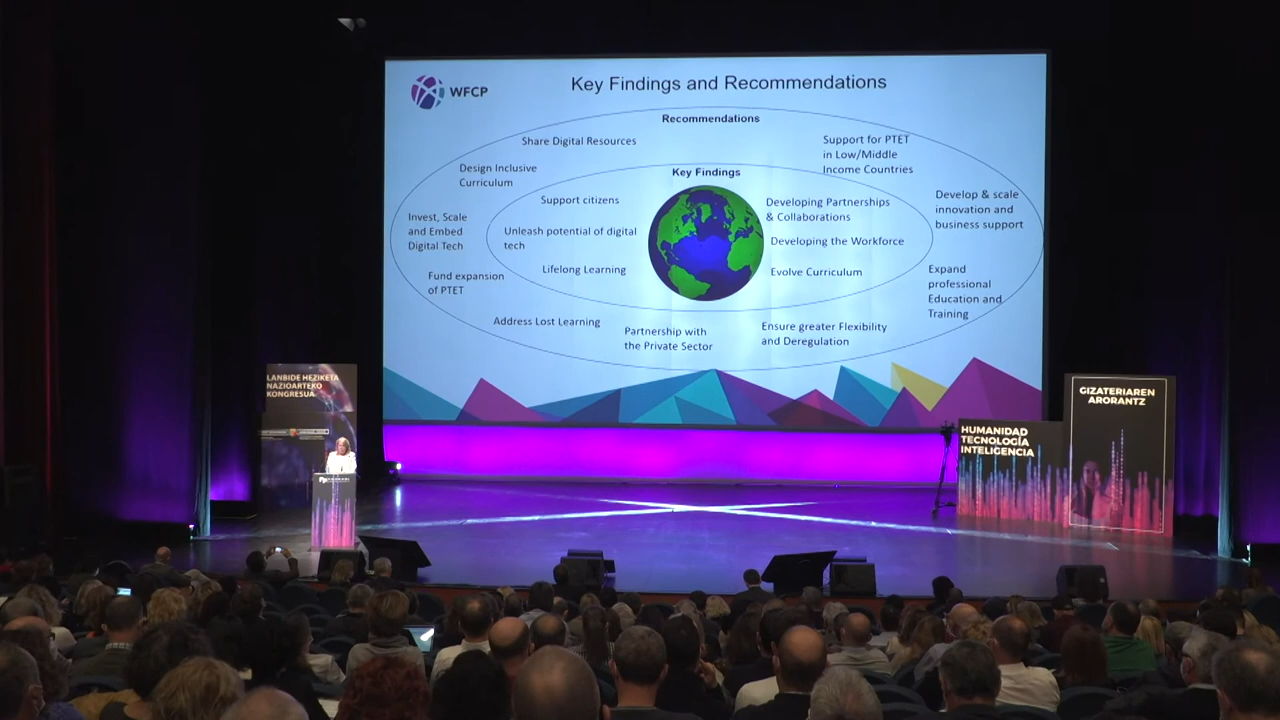 WFCP
Key Findings and Recommendations
Recommendations
Share Digital Resources
Support for PTET
in Low/Middle
Income Countries
Design Inclusive
Curriculum
Key Findings
Support citizens
Developing Partnerships
& Collaborations
Develop & scale
innovation and
business support
Invest, Scale
and Embed
Digital Tech
Unleash potential of digital
tech
Developing the Workforce
Lifelong Learning
Evolve Curriculum
Fund expansion
of PTET
Expand
professional
Education and
Training
Address Lost Learning
Partnership with
the Private Sector
Ensure greater Flexibility
and Deregulation
LANBIDE HEZIKETA
NAZIOARTEKO
KONGRESUA
HUMANIDAD
TECNOLOGÍA
INTELIGENCIA
GIZATERIAREN
ARORANTZ